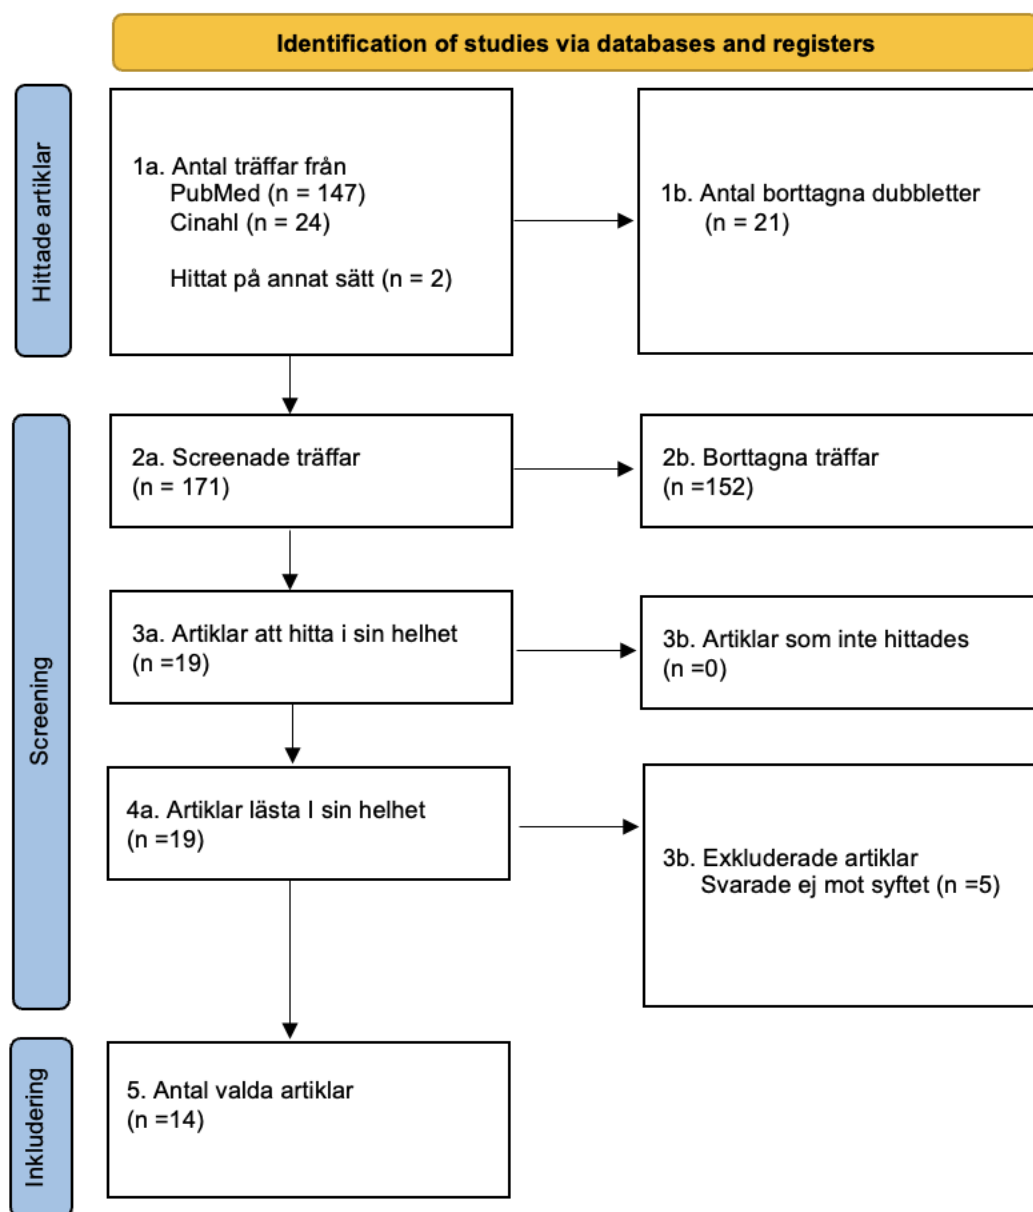 Identification of studies via databases and registers
Hittade artiklar
1a. Antal träffar från
PubMed (n = 147)
Cinahl (n = 24)
Hittat på annat sätt (n = 2)
1b. Antal borttagna dubbletter
(n = 21)
Screening
2a. Screenade träffar
(n = 171)
2b. Borttagna träffar
(n =152)
3a. Artiklar att hitta i sin helhet
(n =19)
3b. Artiklar som inte hittades
(n =0)
4a. Artiklar lästa I sin helhet
(n =19)
3b. Exkluderade artiklar
Svarade ej mot syftet (n =5)
Inkludering
5. Antal valda artiklar
(n =14)